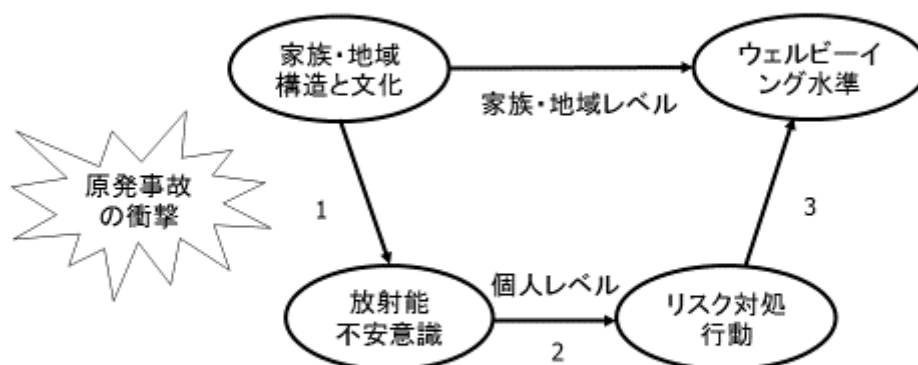 家族・地域
構造と文化
ウェルビーイ
ング水準
家族・地域レベル
原発事故
の衝撃
1
3
放射能
不安意識
個人レベル
2
リスク対処
行動